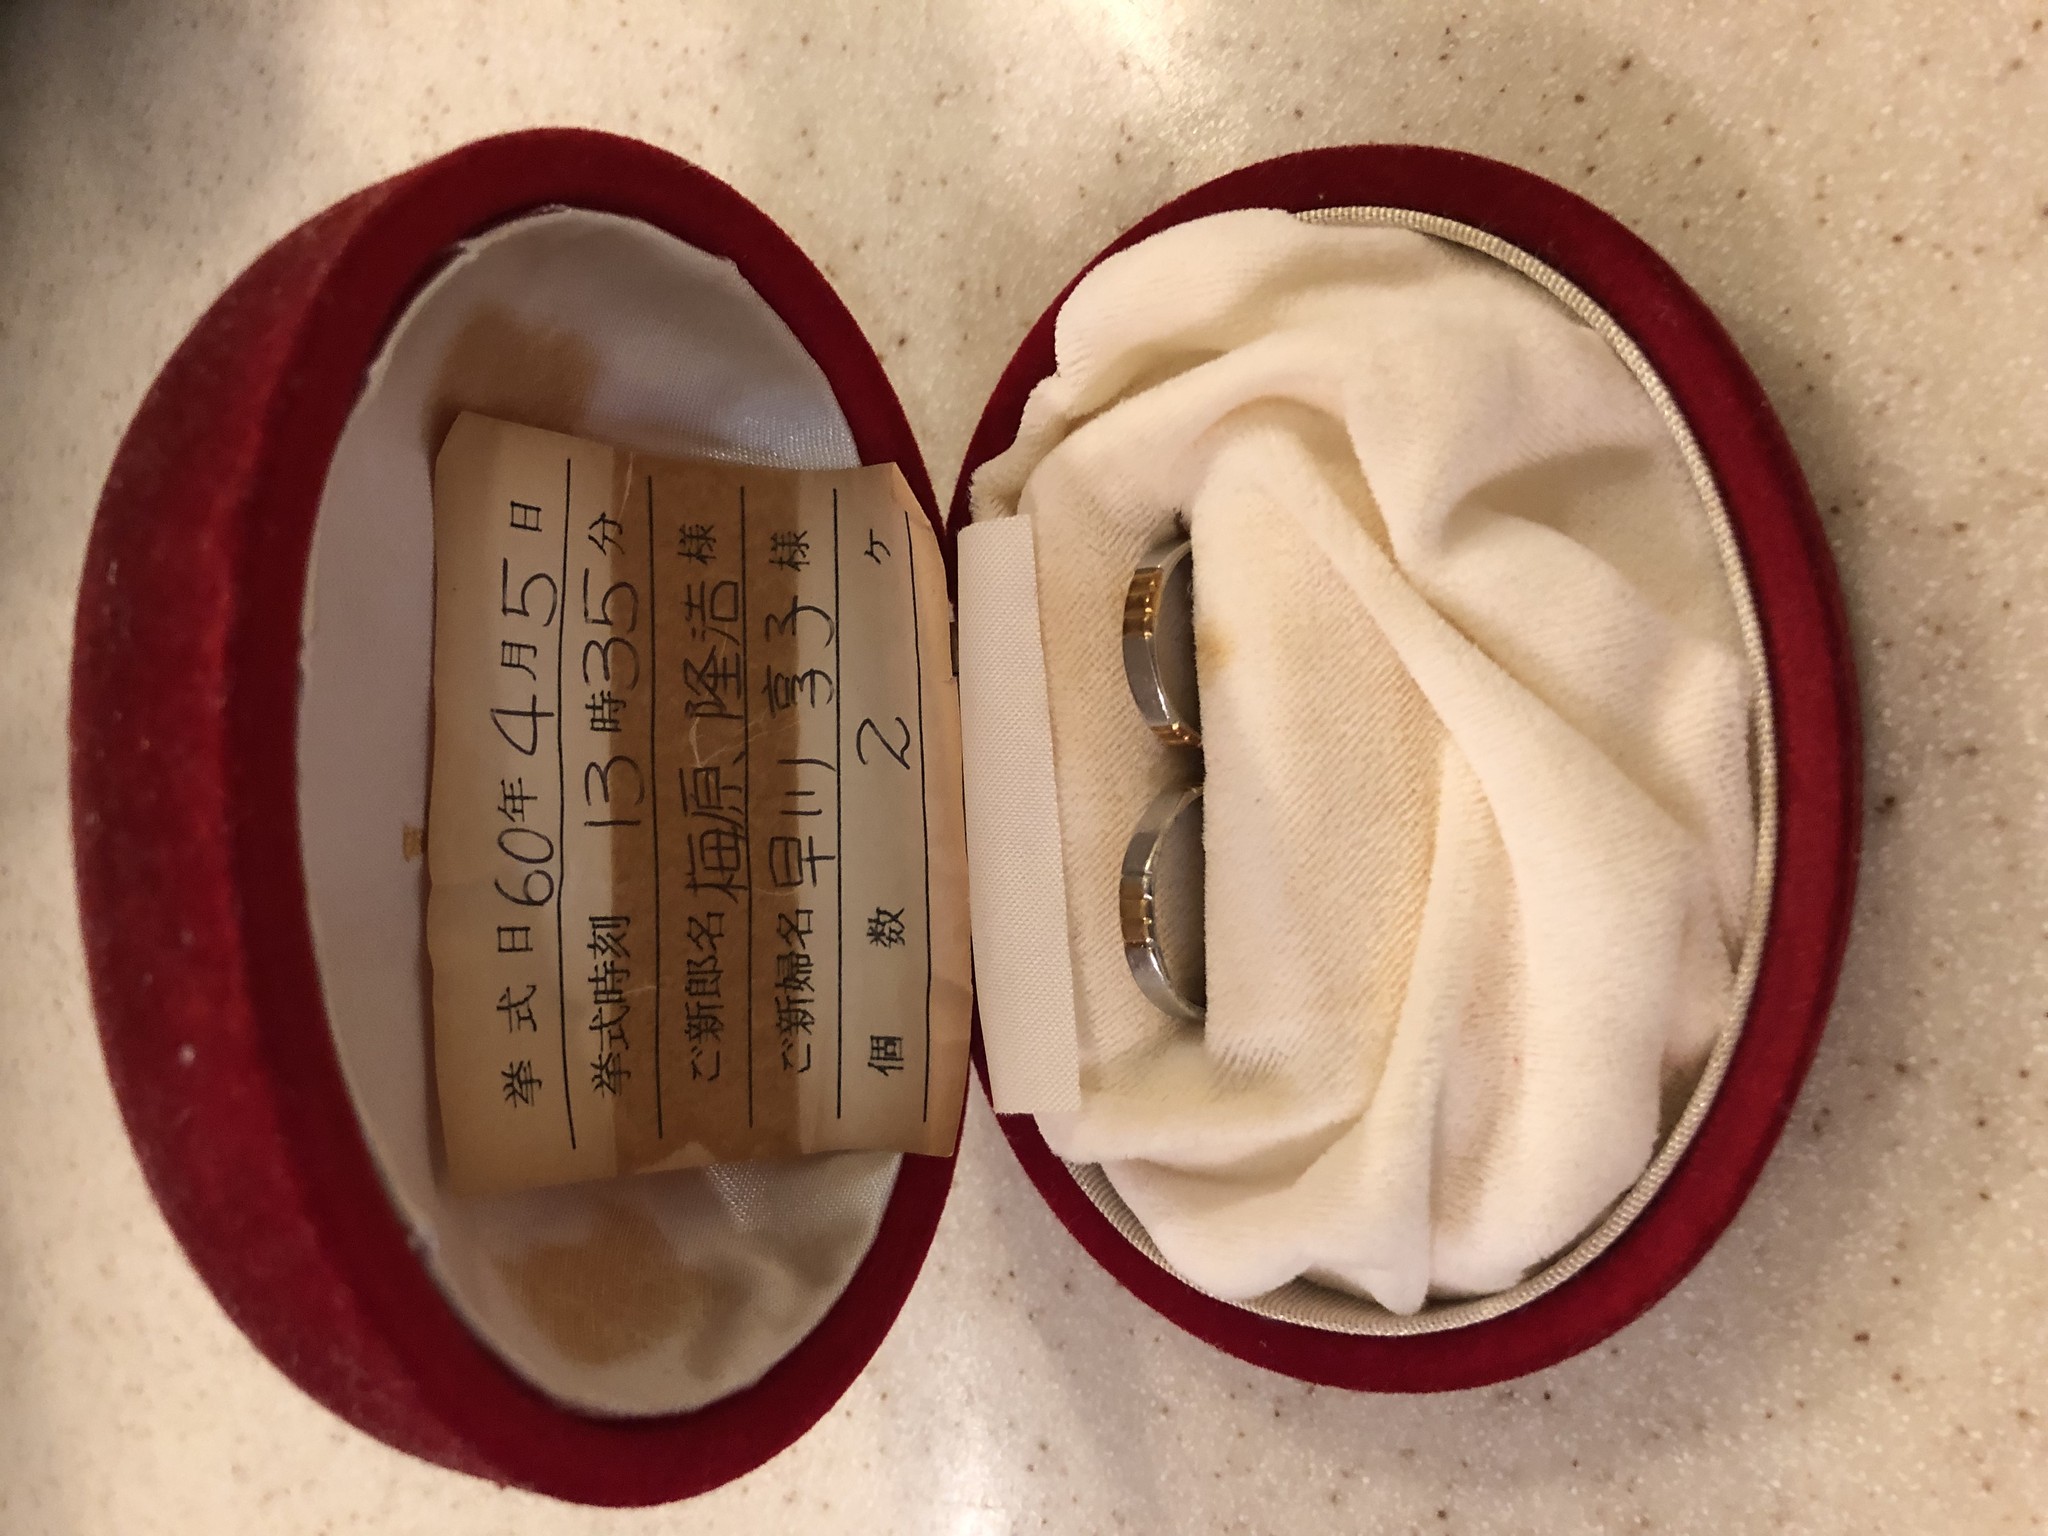 挙式日60年4月5日
挙式時刻 13時35分
ご新郎名梅原隆浩様
ご新婦名早川享子様
個数 2 ヶ